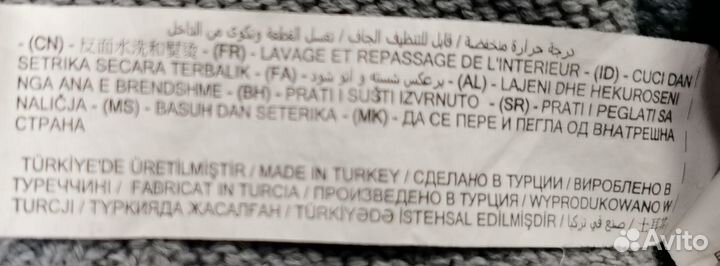 درجة حرارة منخفضة / قابل للتنظيف الجاف / تغسل القطعة وتكوى من الداخل
- (CN) - 反面水洗和熨烫 - (FR) - LAVAGE ET REPASSAGE DE L'INTERIEUR - (ID) - CUCI DAN
SETRIKA SECARA TERBALIK - (FA) - برعکس شسته و اتو شود - (AL) - LAJENI DHE HEKUROSENI
NGA ANA E BRENDSHME - (BH) - PRATI I SUŠTI IZVRNUTO - (SR) - PRATI I PEGLATI SA
NALIČJA - (MS) - BASUH DAN SETERIKA - (MK) - ДА СЕ ПЕРЕ И ПЕГЛА ОД ВНАТРЕШНА
СТРАНА
TÜRKİYE'DE ÜRETİLMİŞTİR / MADE IN TURKEY / СДЕЛАНО В ТУРЦИИ / ВИРОБЛЕНО В
ТУРЕЧЧИНІ / FABRICAT IN TURCIA / ПРОИЗВЕДЕНО В ТУРЦИЯ / WYPRODUKOWANO W
TURCJI / ТҮРКИЯДА ЖАСАЛҒАН / TÜRKİYƏDƏ İSTEHSAL EDİLMİŞDİR / صنع في تركيا / 土耳其
Avito